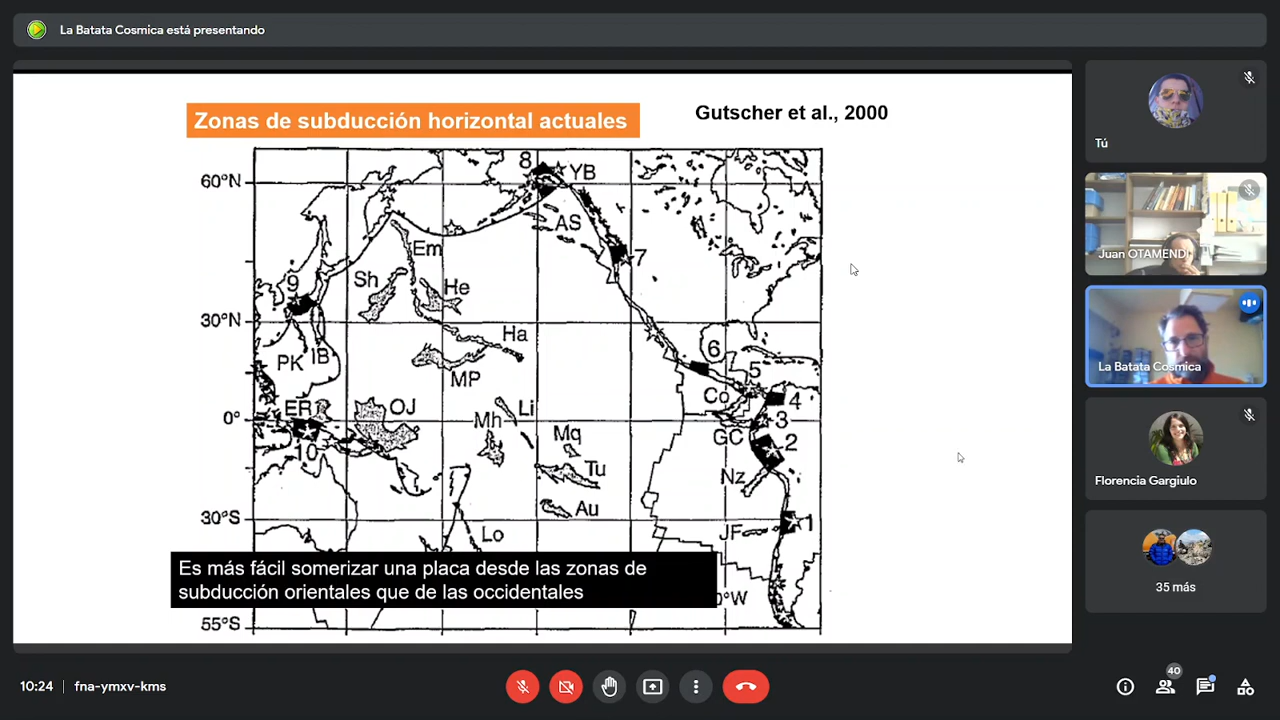 La Batata Cosmica está presentando
Zonas de subducción horizontal actuales
Gutscher et al., 2000
8
YB
60°N
AS
Em
7
Sh
He
9
30°N
Ha
6
PK
IB
MP
5
Co
4
ER
OJ
Li
0°
Mh
3
GC
Mq
2
10
Tu
Nz
Au
30°S
JF
1
Lo
Es más fácil somerizar una placa desde las zonas de
subducción orientales que de las occidentales
0°W
55°S
Tú
Juan OTAMENDI
La Batata Cosmica
Florencia Gargiulo
35 más
10:24 | fna-ymxv-kms
40